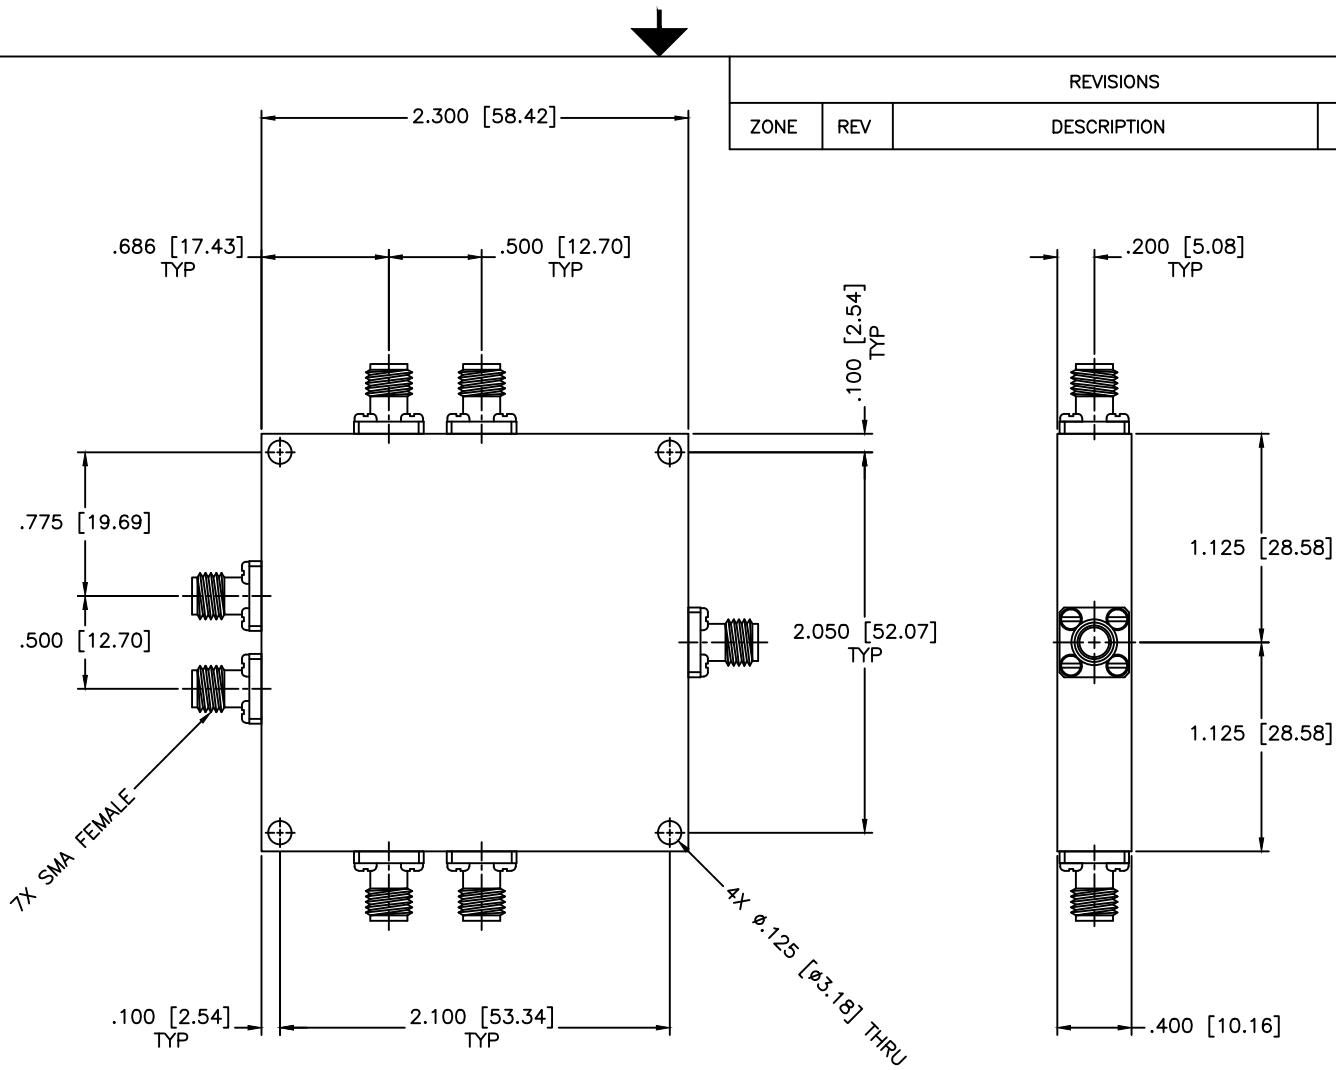 REVISIONS
ZONE REV DESCRIPTION
2.300 [58.42]
.686 [17.43]
TYP
.500 [12.70]
TYP
.200 [5.08]
TYP
.100 [2.54]
TYP
.775 [19.69]
.500 [12.70]
2.050 [52.07]
TYP
1.125 [28.58]
1.125 [28.58]
7X SMA FEMALE
4X ø.125 [ø3.18] THRU
.100 [2.54]
TYP
2.100 [53.34]
TYP
.400 [10.16]